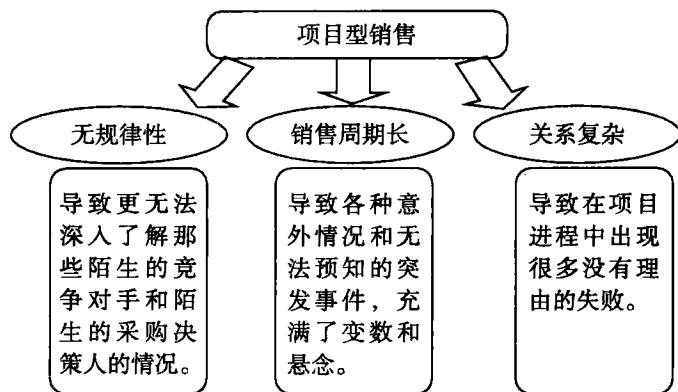 项目型销售
无规律性
销售周期长
关系复杂
导致更无法
深入了解那
些陌生的竞
争对手和陌
生的采购决
策人的情况。
导致各种意
外情况和无
法预知的突
发事件，充
满了变数和
悬念。
导致在项目
进程中出现
很多没有理
由的失败。